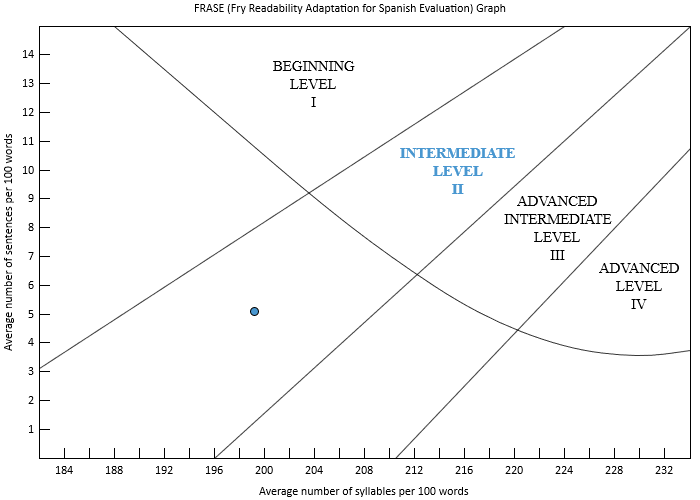 FRASE (Fry Readability Adaptation for Spanish Evaluation) Graph
Average number of sentences per 100 words
14
13
12
11
10
9
8
7
6
5
4
3
2
1
BEGINNING
LEVEL
I
INTERMEDIATE
LEVEL
II
ADVANCED
INTERMEDIATE
LEVEL
III
ADVANCED
LEVEL
IV
184 188 192 196 200 204 208 212 216 220 224 228 232
Average number of syllables per 100 words